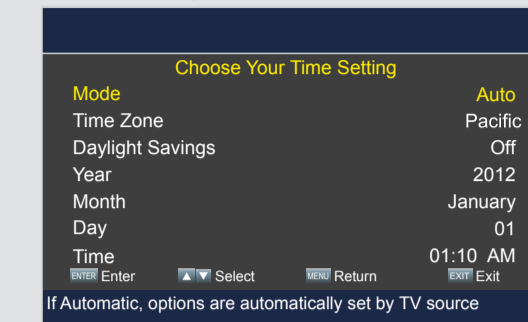 Choose Your Time Setting
Mode Auto
Time Zone Pacific
Daylight Savings Off
Year 2012
Month January
Day 01
Time 01:10 AM
ENTER Enter ▲ ▼ Select MENU Return EXIT Exit
If Automatic, options are automatically set by TV source